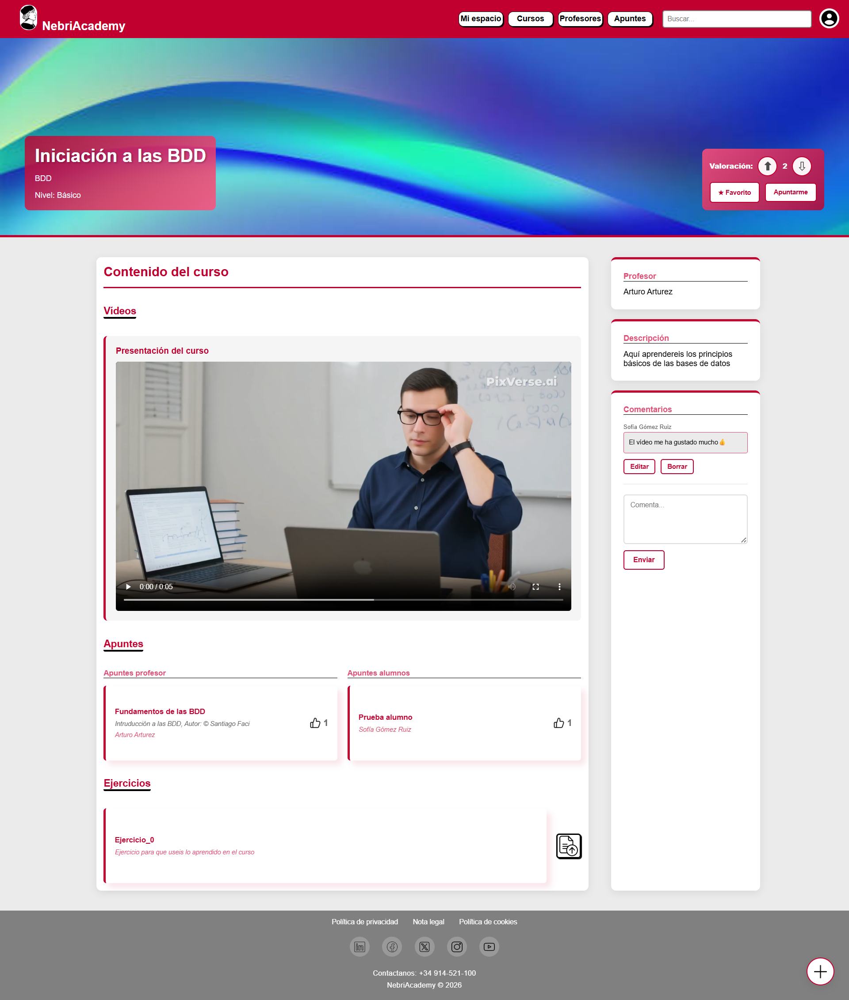 NebriAcademy
Mi espacio
Cursos
Profesores
Apuntes
Buscar...
Iniciación a las BDD
BDD
Nivel: Básico
Valoración:
2
★ Favorito
Apuntarme
Contenido del curso
Vídeos
Presentación del curso
PixVerse.ai
0:00 / 0:05
Apuntes
Apuntes profesor
Fundamentos de las BDD
Intruducción a las BDD, Autor: © Santiago Faci
Arturo Arturez
1
Apuntes alumnos
Prueba alumno
Sofía Gómez Ruiz
1
Ejercicios
Ejercicio_0
Ejercicio para que useis lo aprendido en el curso
Profesor
Arturo Arturez
Descripción
Aquí aprendereis los principios
básicos de las bases de datos
Comentarios
Sofía Gómez Ruiz
El vídeo me ha gustado mucho👍
Editar
Borrar
Comenta...
Enviar
Política de privacidad
Nota legal
Política de cookies
Contactanos: +34 914-521-100
NebriAcademy © 2026